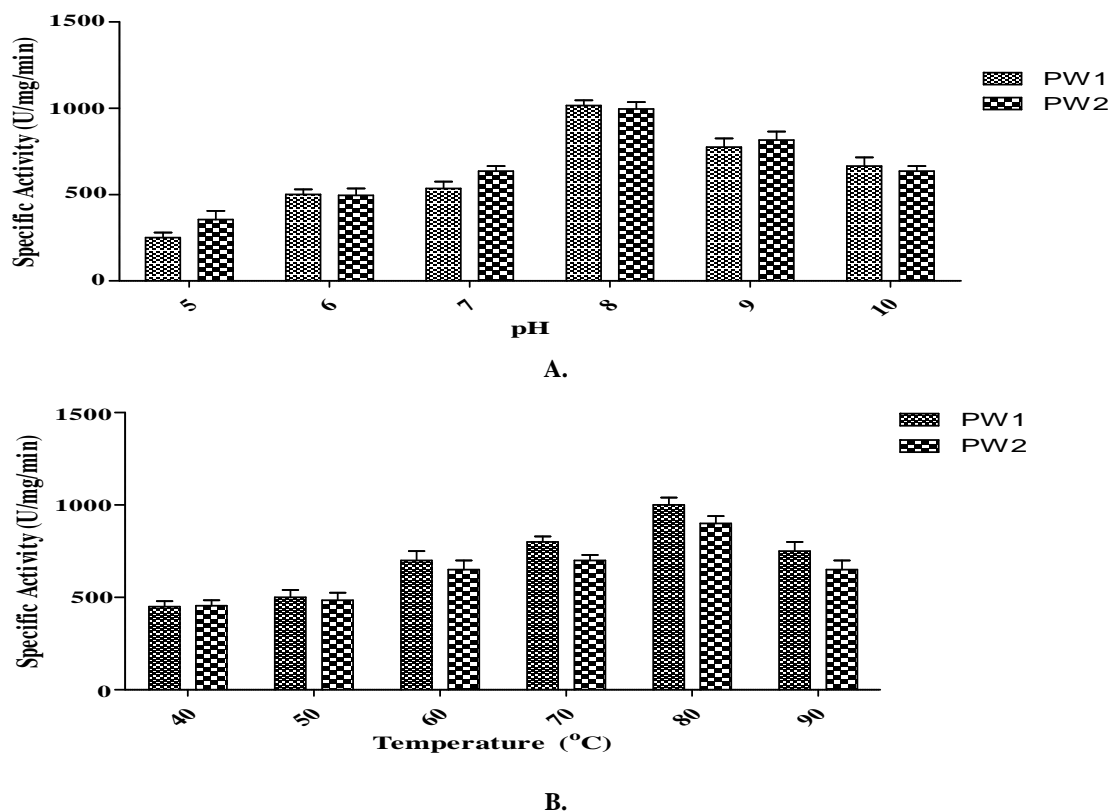 1500
1000
500
0
Specific Activity (U/mg/min)
5
6
7
8
9
10
pH
PW1
PW2
A.
1500
1000
500
0
Specific Activity (U/mg/min)
40
50
60
70
80
90
Temperature (°C)
PW1
PW2
B.